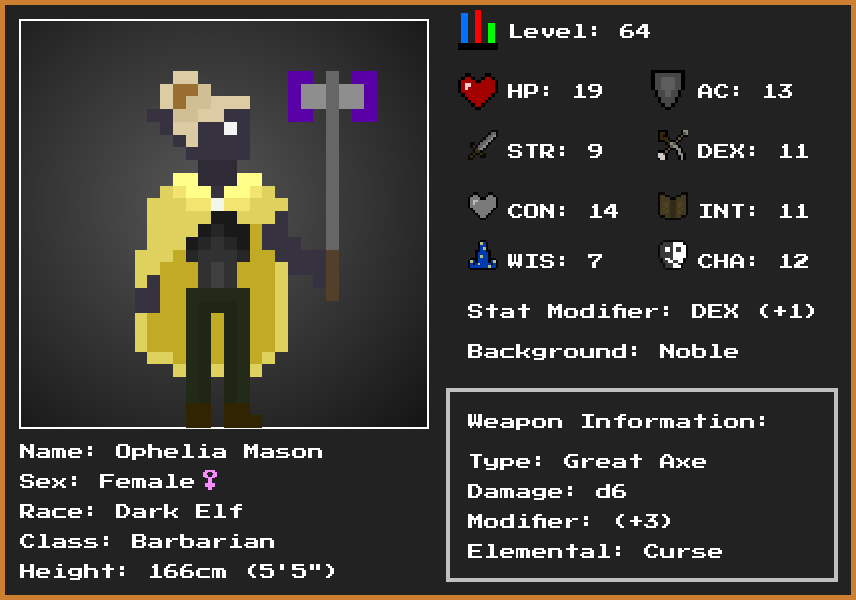 Level: 64
HP: 19 AC: 13
STR: 9 DEX: 11
CON: 14 INT: 11
WIS: 7 CHA: 12
Stat Modifier: DEX (+1)
Background: Noble
Weapon Information:
Type: Great Axe
Damage: d6
Modifier: (+3)
Elemental: Curse
Name: Ophelia Mason
Sex: Female♀
Race: Dark Elf
Class: Barbarian
Height: 166cm (5'5")